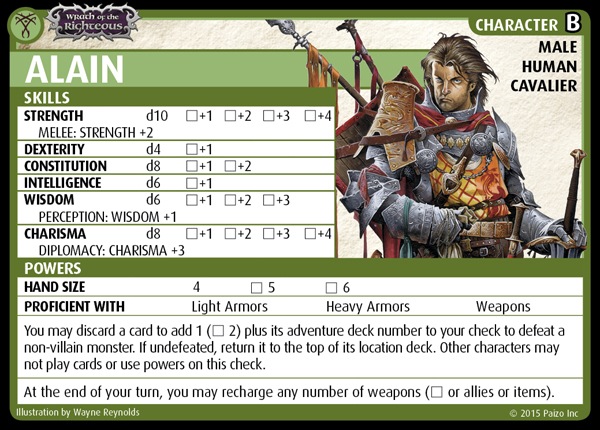 WRATH of the
RIGHTEOUS
CHARACTER B
MALE
HUMAN
CAVALIER
ALAIN
SKILLS
STRENGTH d10 □+1 □+2 □+3 □+4
MELEE: STRENGTH +2
DEXTERITY d4 □+1
CONSTITUTION d8 □+1 □+2
INTELLIGENCE d6 □+1
WISDOM d6 □+1 □+2 □+3
PERCEPTION: WISDOM +1
CHARISMA d8 □+1 □+2 □+3 □+4
DIPLOMACY: CHARISMA +3
POWERS
HAND SIZE 4 □ 5 □ 6
PROFICIENT WITH Light Armors Heavy Armors Weapons
You may discard a card to add 1 (□ 2) plus its adventure deck number to your check to defeat a
non-villain monster. If undefeated, return it to the top of its location deck. Other characters may
not play cards or use powers on this check.
At the end of your turn, you may recharge any number of weapons (□ or allies or items).
Illustration by Wayne Reynolds
© 2015 Paizo Inc